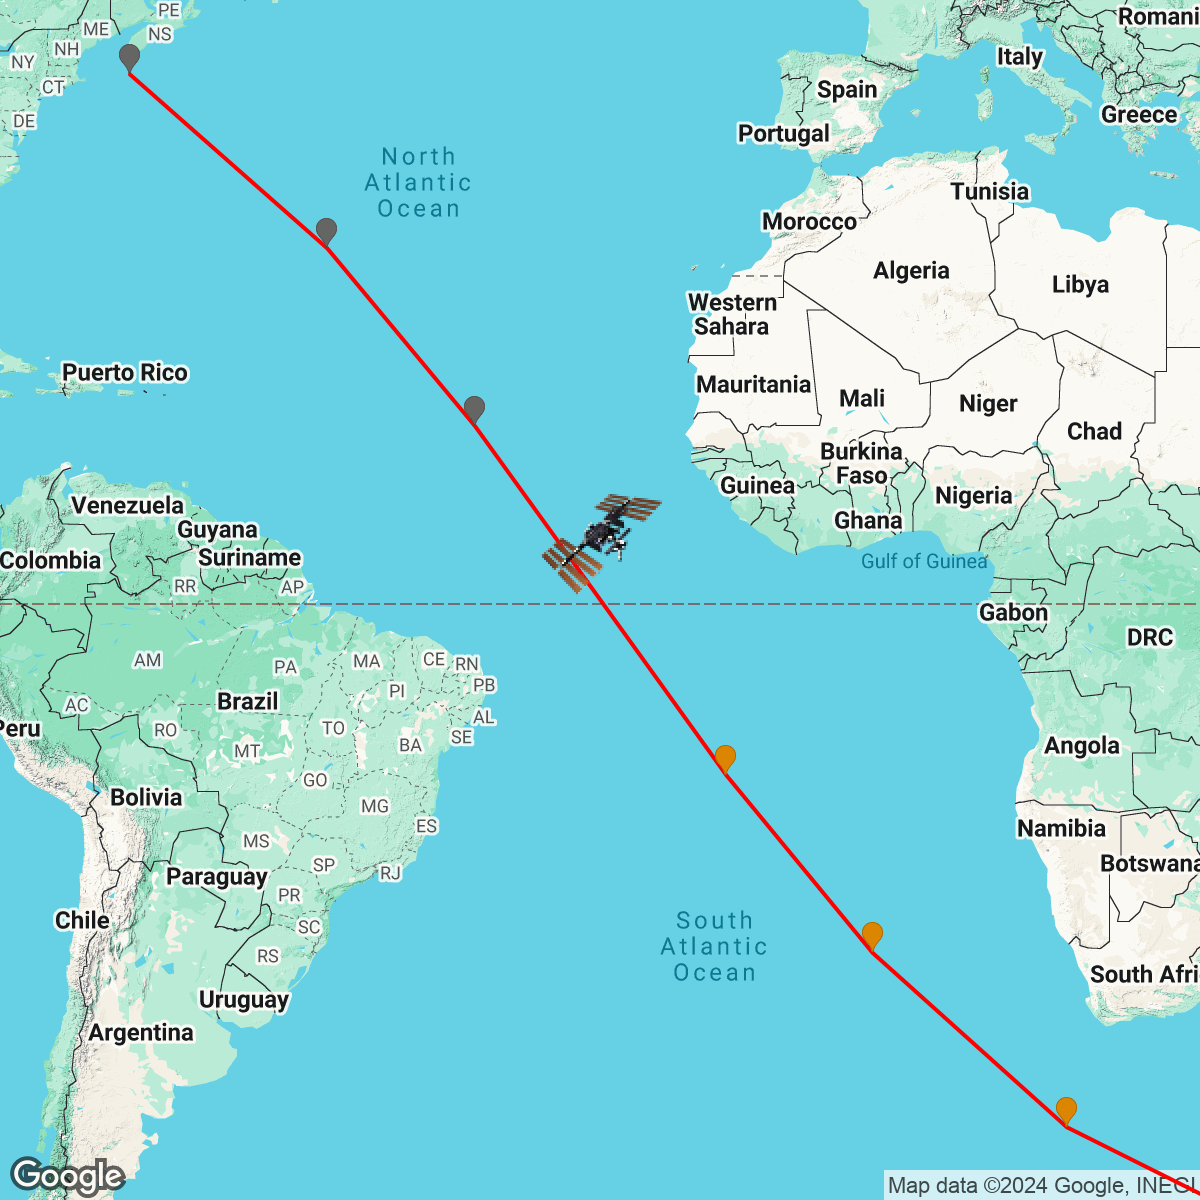 PE
ME
NS
NH
NY
CT
DE
Romani
Italy
Spain
Greece
Portugal
North
Atlantic
Ocean
Tunisia
Morocco
Algeria
Libya
Western
Sahara
Puerto Rico
Mauritania
Mali
Niger
Chad
Burkina
Faso
Guinea
Nigeria
Ghana
Venezuela
Guyana
Suriname
Colombia
Gulf of Guinea
RR
AP
Gabon
DRC
AM
PA
MA
CE
RN
PI
PB
AC
Brazil
AL
Peru
RO
TO
SE
MT
BA
Angola
GO
Bolivia
MG
ES
Namibia
MS
SP
RJ
Botswana
Paraguay
PR
Chile
SC
South
Atlantic
Ocean
RS
South Afri
Uruguay
Argentina
Google
Map data ©2024 Google, INEGI